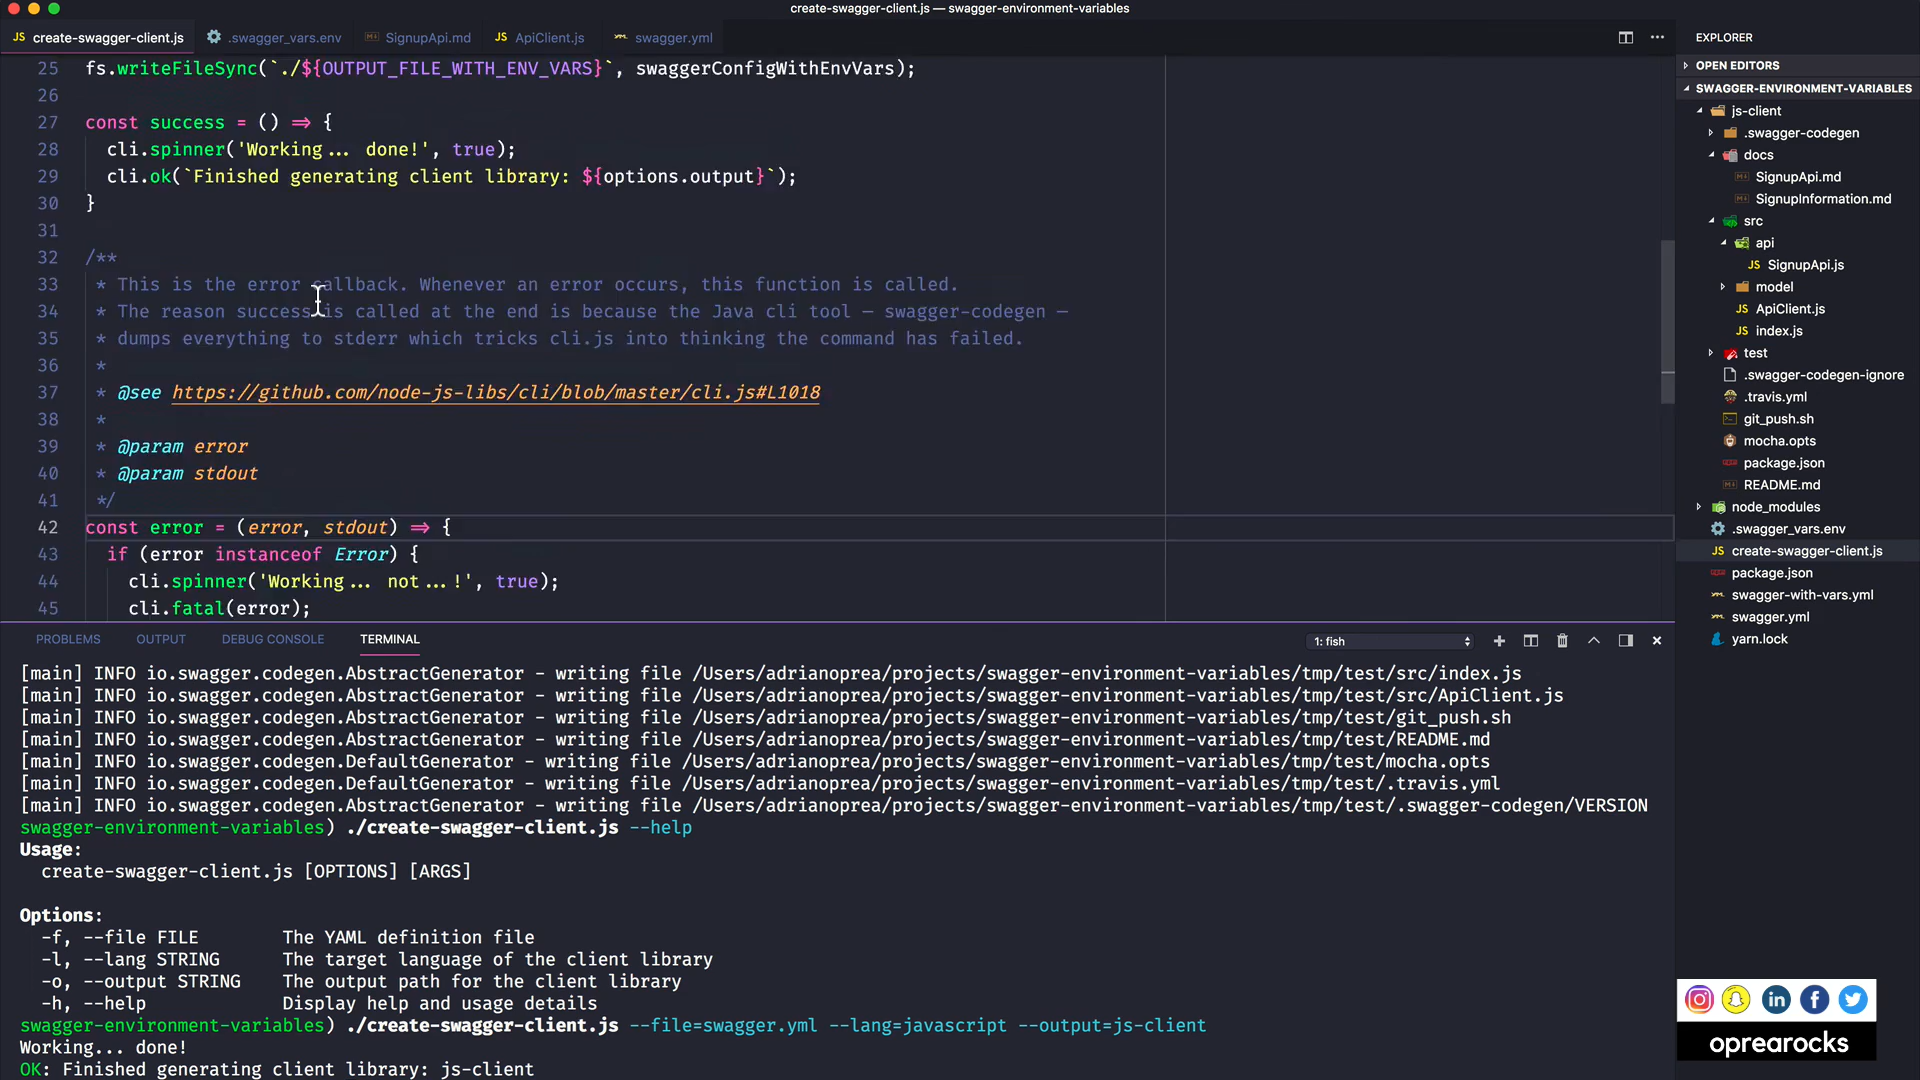 create-swagger-client.js — swagger-environment-variables
JS create-swagger-client.js
.swagger_vars.env
SignupApi.md
JS ApiClient.js
swagger.yml
25 fs.writeFileSync(`./${OUTPUT_FILE_WITH_ENV_VARS}`, swaggerConfigWithEnvVars);
26
27 const success = () => {
28 cli.spinner('Working... done!', true);
29 cli.ok(`Finished generating client library: ${options.output}`);
30 }
31
32 /**
33 * This is the error callback. Whenever an error occurs, this function is called.
34 * The reason success is called at the end is because the Java cli tool — swagger-codegen —
35 * dumps everything to stderr which tricks cli.js into thinking the command has failed.
36 *
37 * @see https://github.com/node-js-libs/cli/blob/master/cli.js#L1018
38 *
39 * @param error
40 * @param stdout
41 */
42 const error = (error, stdout) => {
43 if (error instanceof Error) {
44 cli.spinner('Working... not...!', true);
45 cli.fatal(error);
PROBLEMS OUTPUT DEBUG CONSOLE TERMINAL
1: fish
[main] INFO io.swagger.codegen.AbstractGenerator - writing file /Users/adrianoprea/projects/swagger-environment-variables/tmp/test/src/index.js
[main] INFO io.swagger.codegen.AbstractGenerator - writing file /Users/adrianoprea/projects/swagger-environment-variables/tmp/test/src/ApiClient.js
[main] INFO io.swagger.codegen.AbstractGenerator - writing file /Users/adrianoprea/projects/swagger-environment-variables/tmp/test/git_push.sh
[main] INFO io.swagger.codegen.AbstractGenerator - writing file /Users/adrianoprea/projects/swagger-environment-variables/tmp/test/README.md
[main] INFO io.swagger.codegen.DefaultGenerator - writing file /Users/adrianoprea/projects/swagger-environment-variables/tmp/test/mocha.opts
[main] INFO io.swagger.codegen.DefaultGenerator - writing file /Users/adrianoprea/projects/swagger-environment-variables/tmp/test/.travis.yml
[main] INFO io.swagger.codegen.AbstractGenerator - writing file /Users/adrianoprea/projects/swagger-environment-variables/tmp/test/.swagger-codegen/VERSION
swagger-environment-variables) ./create-swagger-client.js --help
Usage:
create-swagger-client.js [OPTIONS] [ARGS]
Options:
-f, --file FILE The YAML definition file
-l, --lang STRING The target language of the client library
-o, --output STRING The output path for the client library
-h, --help Display help and usage details
swagger-environment-variables) ./create-swagger-client.js --file=swagger.yml --lang=javascript --output=js-client
Working... done!
OK: Finished generating client library: js-client
EXPLORER
OPEN EDITORS
SWAGGER-ENVIRONMENT-VARIABLES
js-client
.swagger-codegen
docs
SignupApi.md
SignupInformation.md
src
api
JS SignupApi.js
model
JS ApiClient.js
JS index.js
test
.swagger-codegen-ignore
.travis.yml
git_push.sh
mocha.opts
package.json
README.md
node_modules
.swagger_vars.env
JS create-swagger-client.js
package.json
swagger-with-vars.yml
swagger.yml
yarn.lock
oprearocks